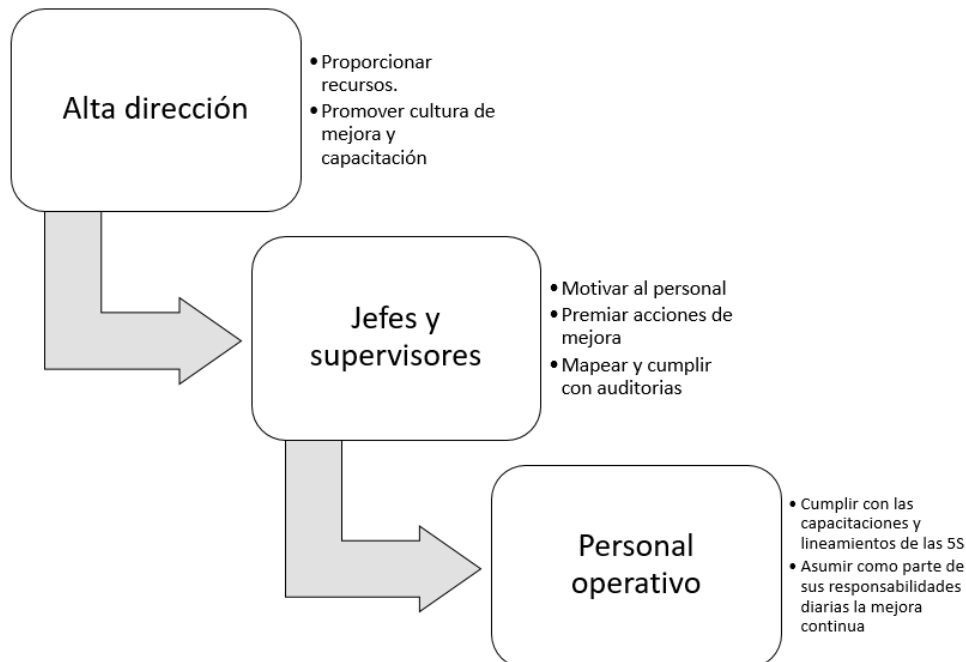 Alta dirección
• Proporcionar
recursos.
• Promover cultura de
mejora y
capacitación
Jefes y
supervisores
• Motivar al personal
• Premiar acciones de
mejora
• Mapear y cumplir
con auditorias
Personal
operativo
• Cumplir con las
capacitaciones y
lineamientos de las 5S
• Asumir como parte de
sus responsabilidades
diarias la mejora
continua